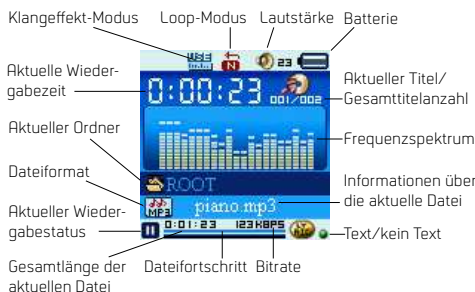 Klangeffekt-Modus
Loop-Modus
Lautstärke
Batterie
N
23
Aktuelle Wieder-
gabezeit
0:00:23
001/002
Aktueller Titel/
Gesamttitelanzahl
Frequenzspektrum
Aktueller Ordner
ROOT
Dateiformat
MP3
piano.mp3
Informationen über
die aktuelle Datei
Aktueller Wieder-
gabestatus
0:01:23
123KBPS
Text/kein Text
Gesamtlänge der
aktuellen Datei
Dateifortschritt
Bitrate